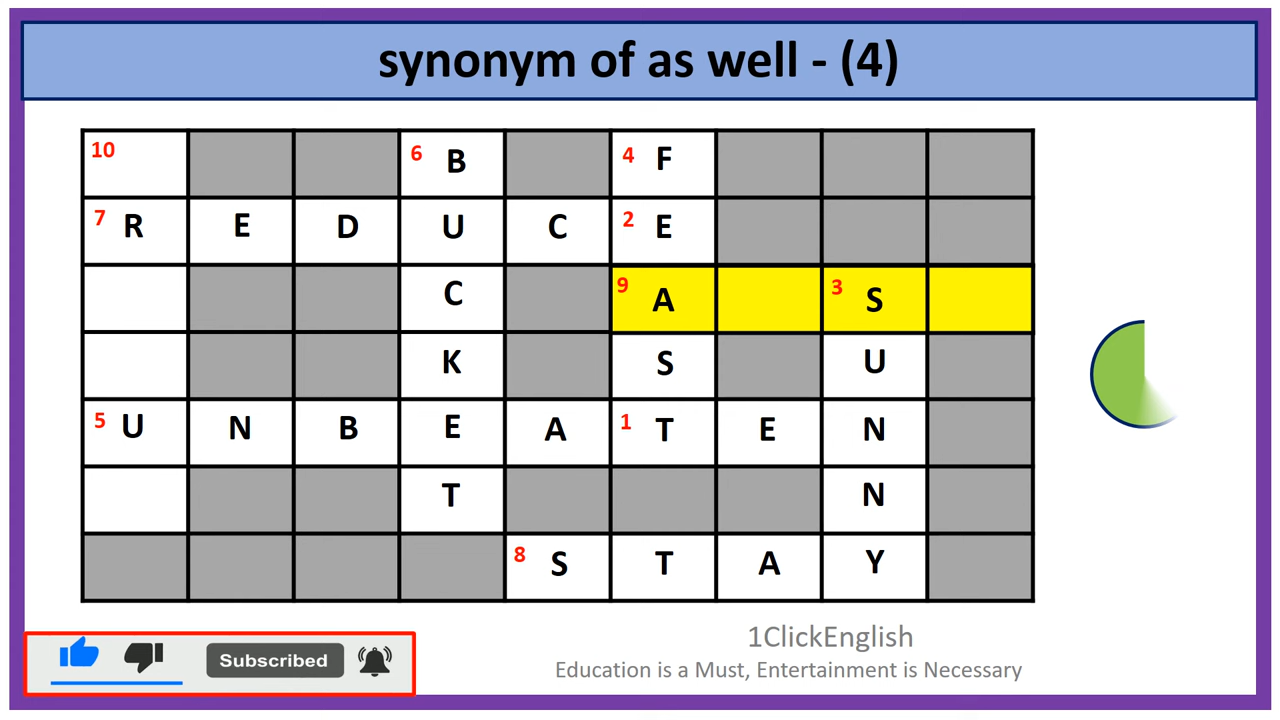 synonym of as well - (4)
10 6 B 4 F
7 R E D U C 2 E
C 9 A 3 S
K S U
5 U N B E A 1 T E N
T N
8 S T A Y
Subscribed
1ClickEnglish
Education is a Must, Entertainment is Necessary